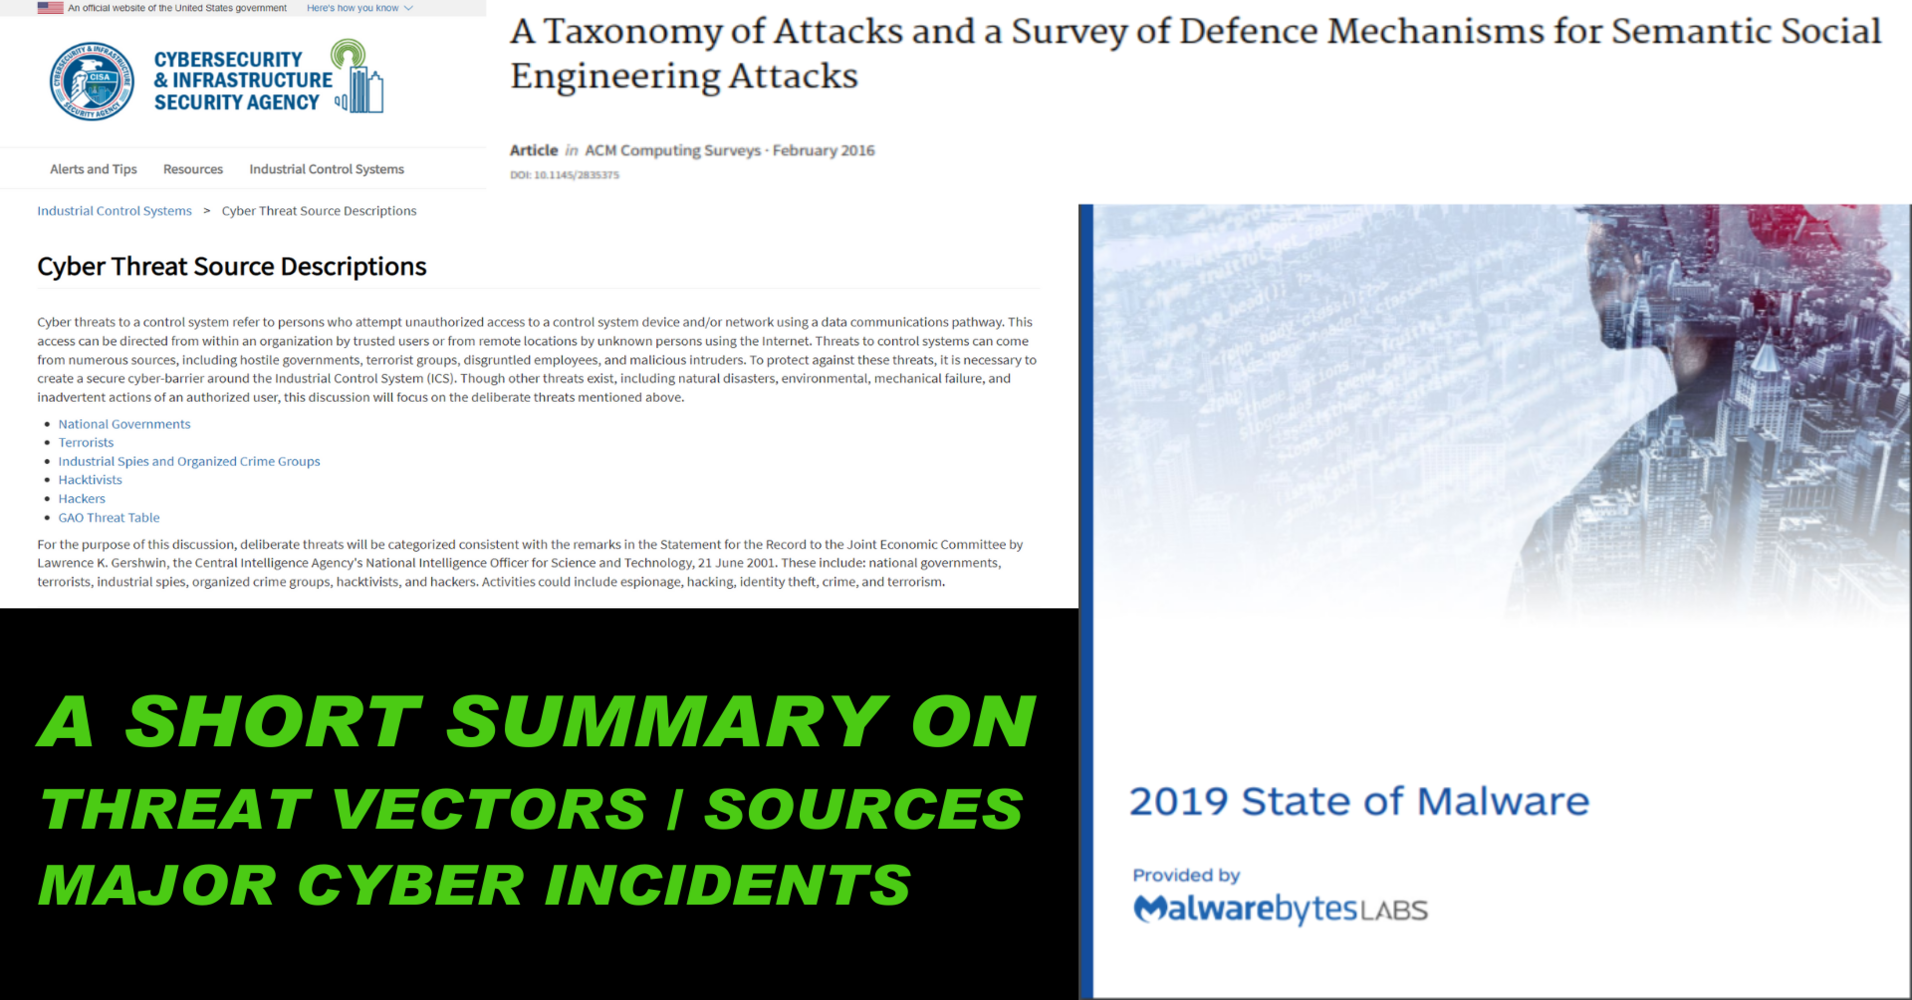 An official website of the United States government Here's how you know
CYBERSECURITY
& INFRASTRUCTURE
SECURITY AGENCY
CYBERSECURITY & INFRASTRUCTURE
CISA
SECURITY AGENCY
Alerts and Tips Resources Industrial Control Systems
Industrial Control Systems > Cyber Threat Source Descriptions
Cyber Threat Source Descriptions
Cyber threats to a control system refer to persons who attempt unauthorized access to a control system device and/or network using a data communications pathway. This
access can be directed from within an organization by trusted users or from remote locations by unknown persons using the Internet. Threats to control systems can come
from numerous sources, including hostile governments, terrorist groups, disgruntled employees, and malicious intruders. To protect against these threats, it is necessary to
create a secure cyber-barrier around the Industrial Control System (ICS). Though other threats exist, including natural disasters, environmental, mechanical failure, and
inadvertent actions of an authorized user, this discussion will focus on the deliberate threats mentioned above.
• National Governments
• Terrorists
• Industrial Spies and Organized Crime Groups
• Hacktivists
• Hackers
• GAO Threat Table
For the purpose of this discussion, deliberate threats will be categorized consistent with the remarks in the Statement for the Record to the Joint Economic Committee by
Lawrence K. Gershwin, the Central Intelligence Agency's National Intelligence Officer for Science and Technology, 21 June 2001. These include: national governments,
terrorists, industrial spies, organized crime groups, hacktivists, and hackers. Activities could include espionage, hacking, identity theft, crime, and terrorism.
A Taxonomy of Attacks and a Survey of Defence Mechanisms for Semantic Social
Engineering Attacks
Article in ACM Computing Surveys · February 2016
DOI: 10.1145/2835375
A SHORT SUMMARY ON
THREAT VECTORS / SOURCES
MAJOR CYBER INCIDENTS
2019 State of Malware
Provided by
Malwarebytes LABS